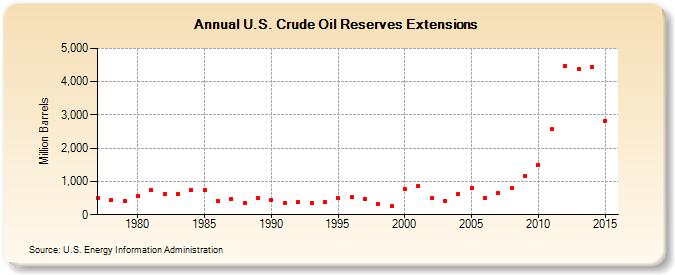 Annual U.S. Crude Oil Reserves Extensions
Million Barrels
5,000
4,000
3,000
2,000
1,000
0
1980 1985 1990 1995 2000 2005 2010 2015
Source: U.S. Energy Information Administration